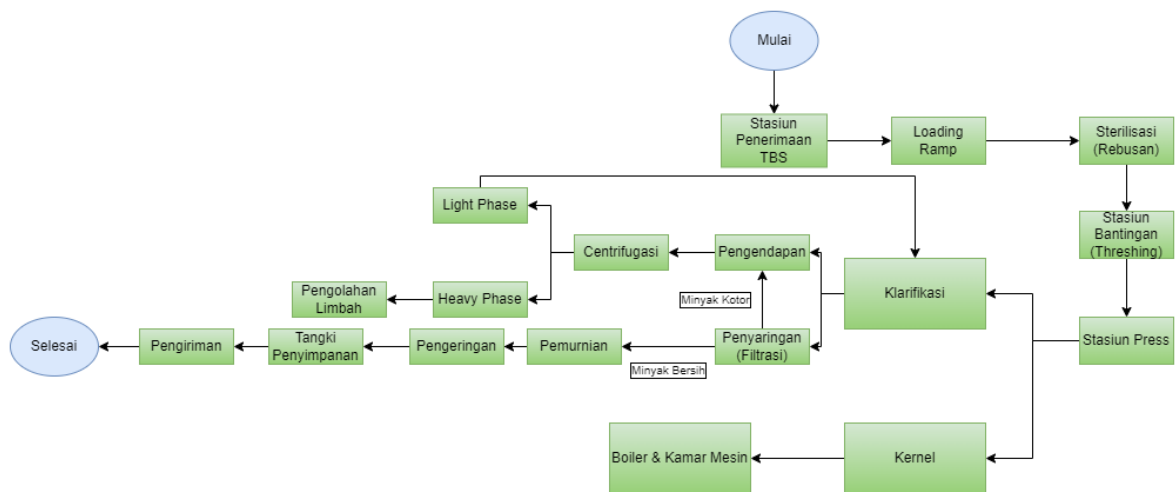 Mulai
Stasiun
Penerimaan
TBS
Loading
Ramp
Sterilisasi
(Rebusan)
Stasiun
Bantingan
(Threshing)
Stasiun Press
Light Phase
Centrifugasi
Pengendapan
Klarifikasi
Minyak Kotor
Pengolahan
Limbah
Heavy Phase
Selesai
Pengiriman
Tangki
Penyimpanan
Pengeringan
Pemurnian
Penyaringan
(Filtrasi)
Minyak Bersih
Boiler & Kamar Mesin
Kernel